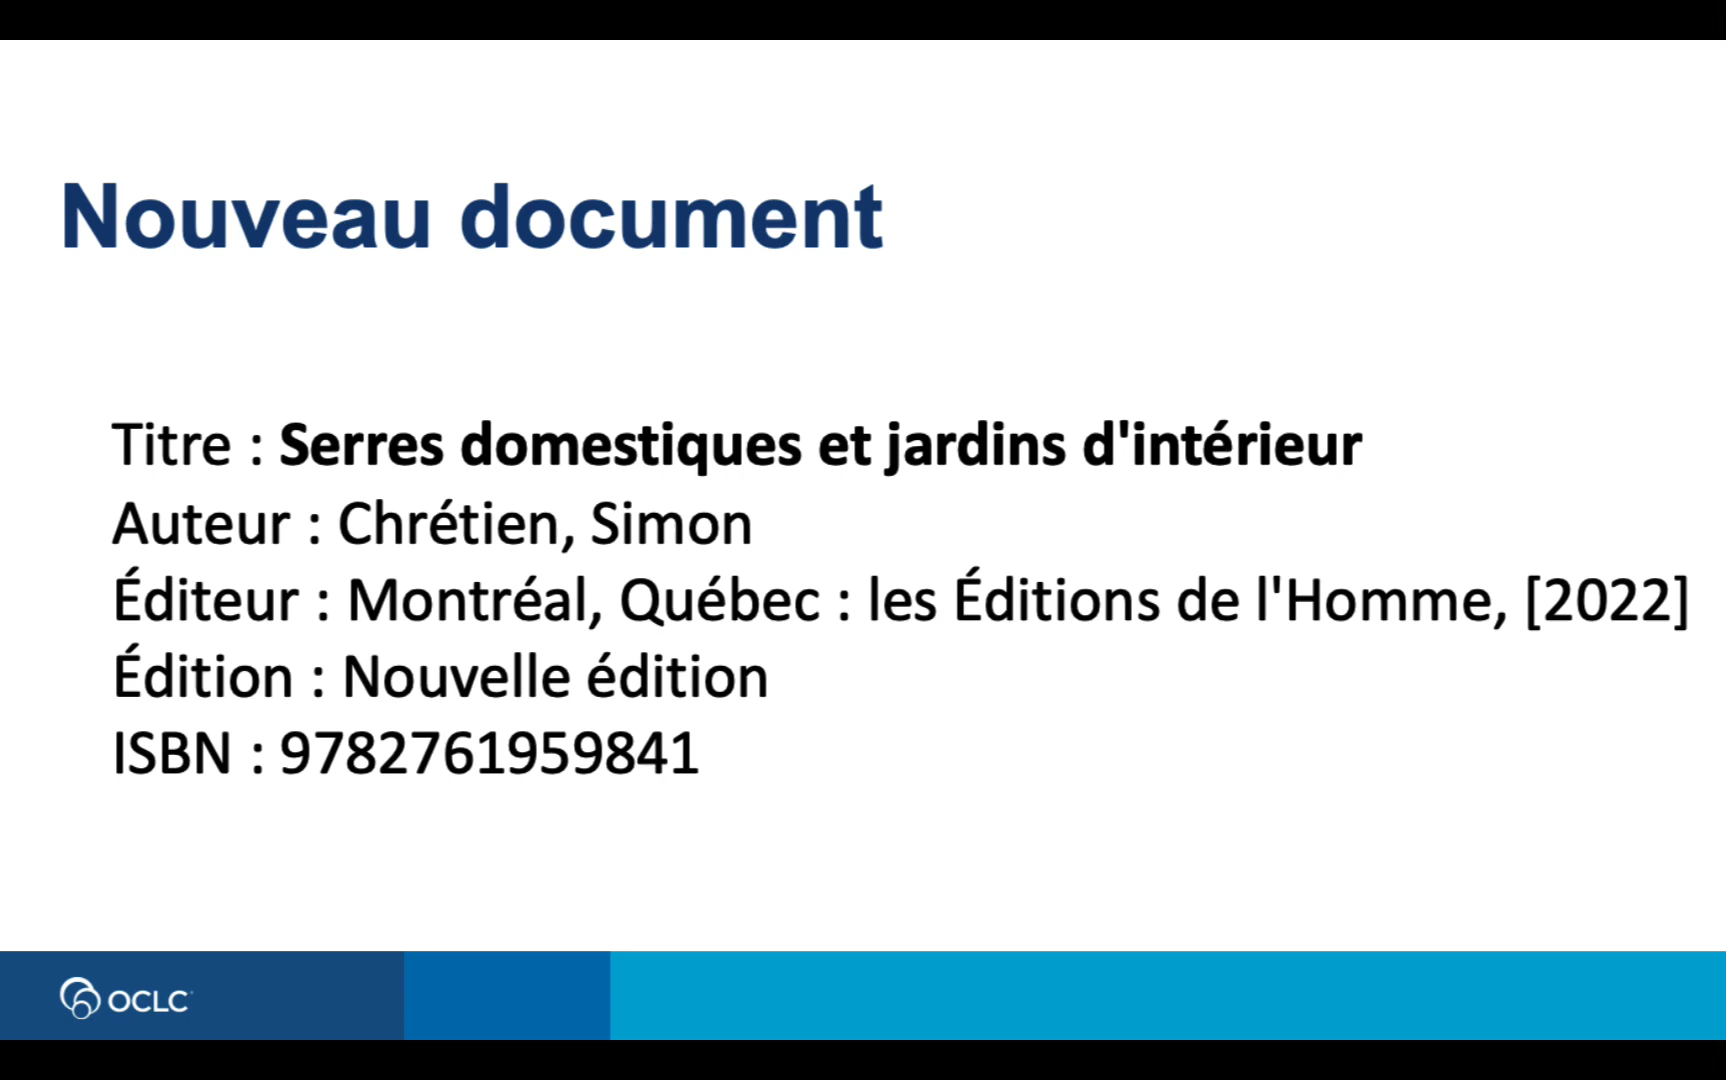 Nouveau document
Titre : Serres domestiques et jardins d'intérieur
Auteur : Chrétien, Simon
Éditeur : Montréal, Québec : les Éditions de l'Homme, [2022]
Édition : Nouvelle édition
ISBN : 9782761959841
OCLC